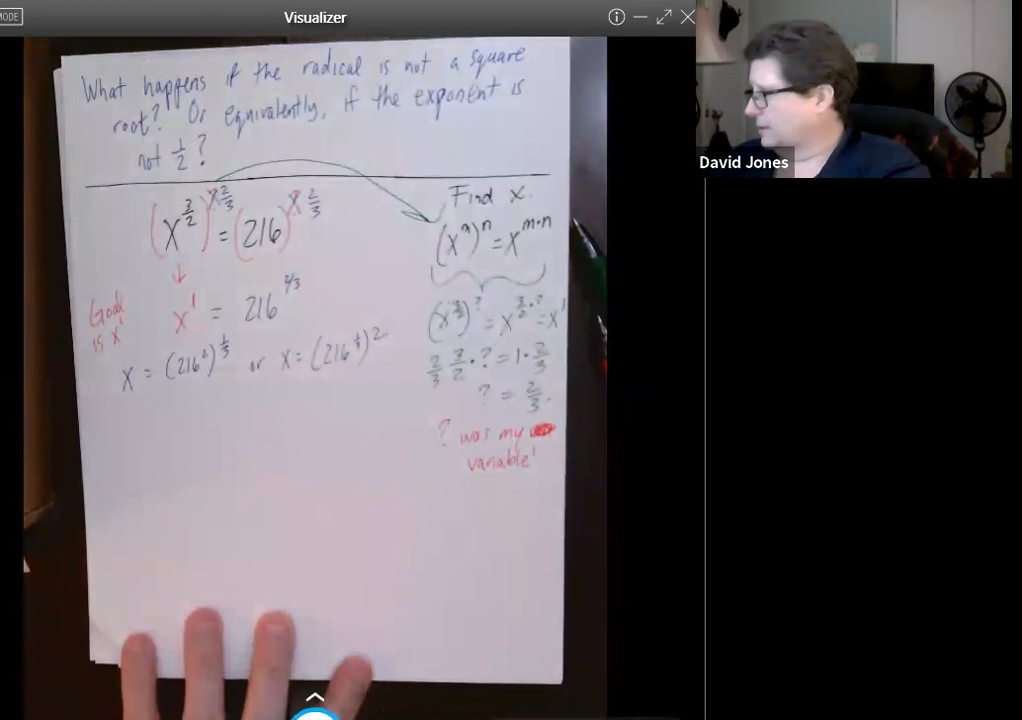 MODE
Visualizer
What happens if the radical is not a square
root? Or equivalently, if the exponent is
not 1/2?
(x^(3/2))^(2/3) = (216)^(2/3)
Goal is x^1
x^1 = 216^(2/3)
x = (216^2)^(1/3) or x = (216^(1/3))^2
Find x.
(x^m)^n = x^(m·n)
(x^(3/2))^? = x^(3/2·?) = x^1
2/3 3/2 · ? = 1 · 2/3
? = 2/3.
? was my
variable!
David Jones